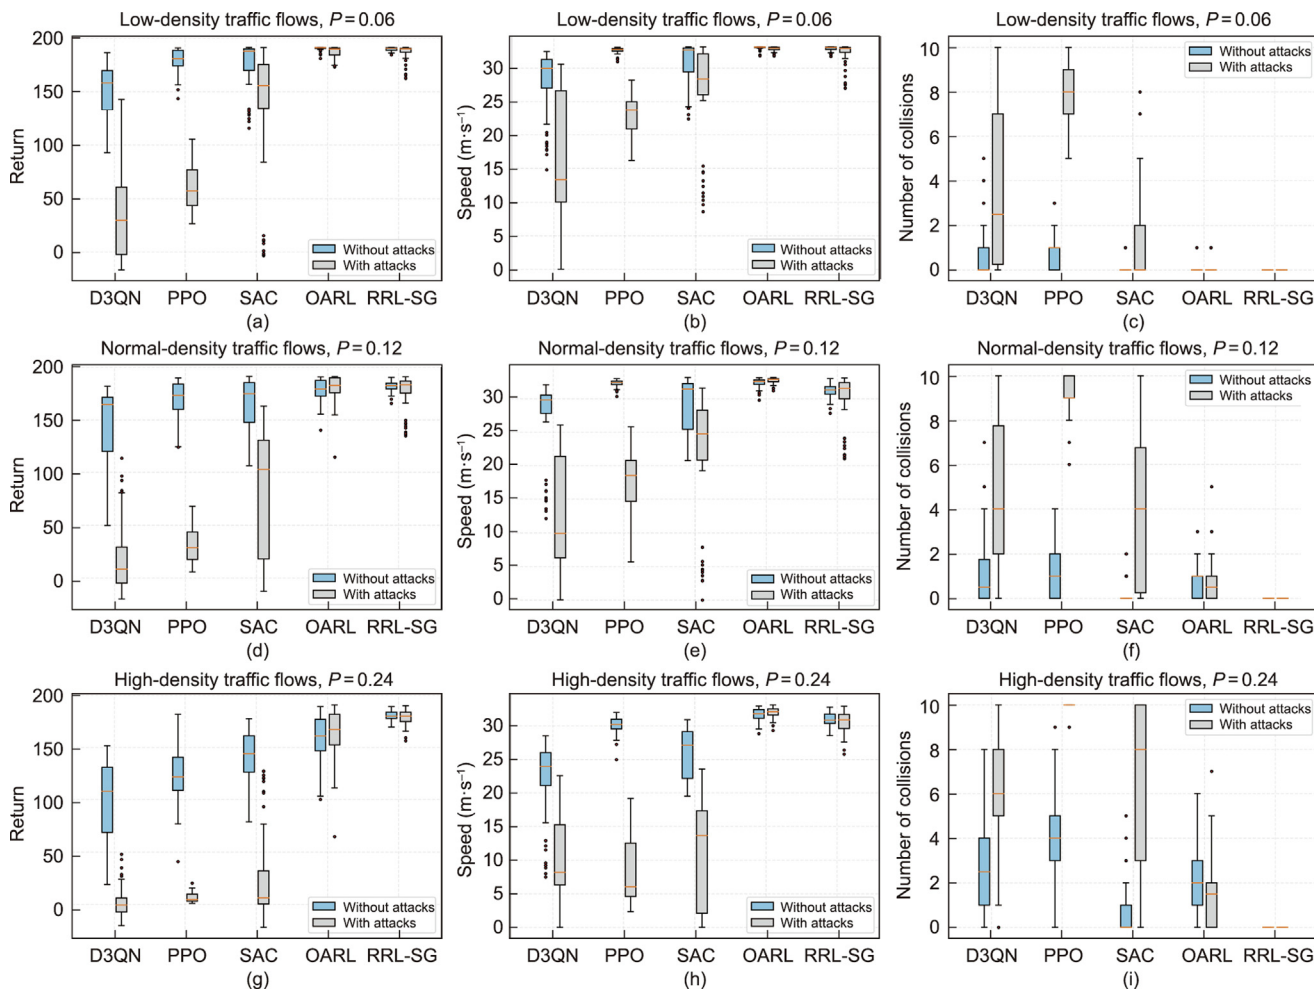 Low-density traffic flows, P = 0.06
200
150
100
50
0
Return
Without attacks
With attacks
D3QN PPO SAC OARL RRL-SG
(a)
Low-density traffic flows, P = 0.06
30
25
20
15
10
5
0
Speed (m·s⁻¹)
Without attacks
With attacks
D3QN PPO SAC OARL RRL-SG
(b)
Low-density traffic flows, P = 0.06
10
8
6
4
2
0
Number of collisions
Without attacks
With attacks
D3QN PPO SAC OARL RRL-SG
(c)
Normal-density traffic flows, P = 0.12
200
150
100
50
0
Return
Without attacks
With attacks
D3QN PPO SAC OARL RRL-SG
(d)
Normal-density traffic flows, P = 0.12
30
25
20
15
10
5
0
Speed (m·s⁻¹)
Without attacks
With attacks
D3QN PPO SAC OARL RRL-SG
(e)
Normal-density traffic flows, P = 0.12
10
8
6
4
2
0
Number of collisions
Without attacks
With attacks
D3QN PPO SAC OARL RRL-SG
(f)
High-density traffic flows, P = 0.24
200
150
100
50
0
Return
Without attacks
With attacks
D3QN PPO SAC OARL RRL-SG
(g)
High-density traffic flows, P = 0.24
30
25
20
15
10
5
0
Speed (m·s⁻¹)
Without attacks
With attacks
D3QN PPO SAC OARL RRL-SG
(h)
High-density traffic flows, P = 0.24
10
8
6
4
2
0
Number of collisions
Without attacks
With attacks
D3QN PPO SAC OARL RRL-SG
(i)